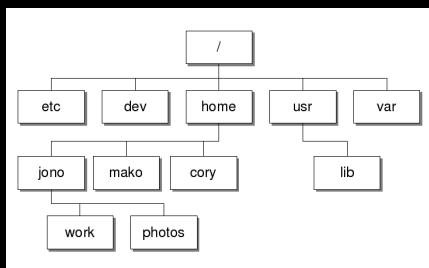 /
etc dev home usr var
jono mako cory lib
work photos